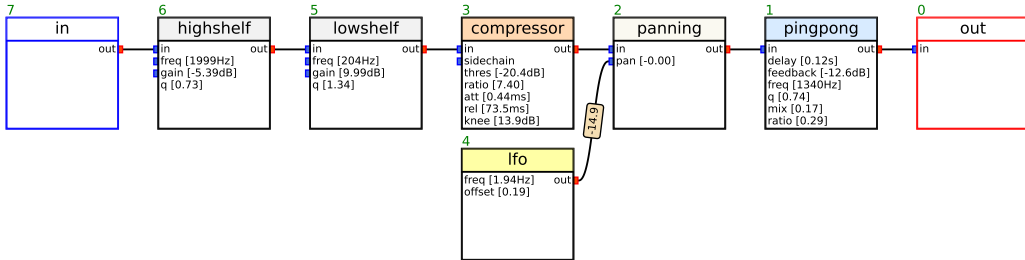 7
in
out
6
highshelf
in
out
freq [1999Hz]
gain [-5.39dB]
q [0.73]
5
lowshelf
in
out
freq [204Hz]
gain [9.99dB]
q [1.34]
3
compressor
in
out
sidechain
thres [-20.4dB]
ratio [7.40]
att [0.44ms]
rel [73.5ms]
knee [13.9dB]
2
panning
in
out
pan [-0.00]
1
pingpong
in
out
delay [0.12s]
feedback [-12.6dB]
freq [1340Hz]
q [0.74]
mix [0.17]
ratio [0.29]
0
out
in
-14.9
4
lfo
freq [1.94Hz]
out
offset [0.19]